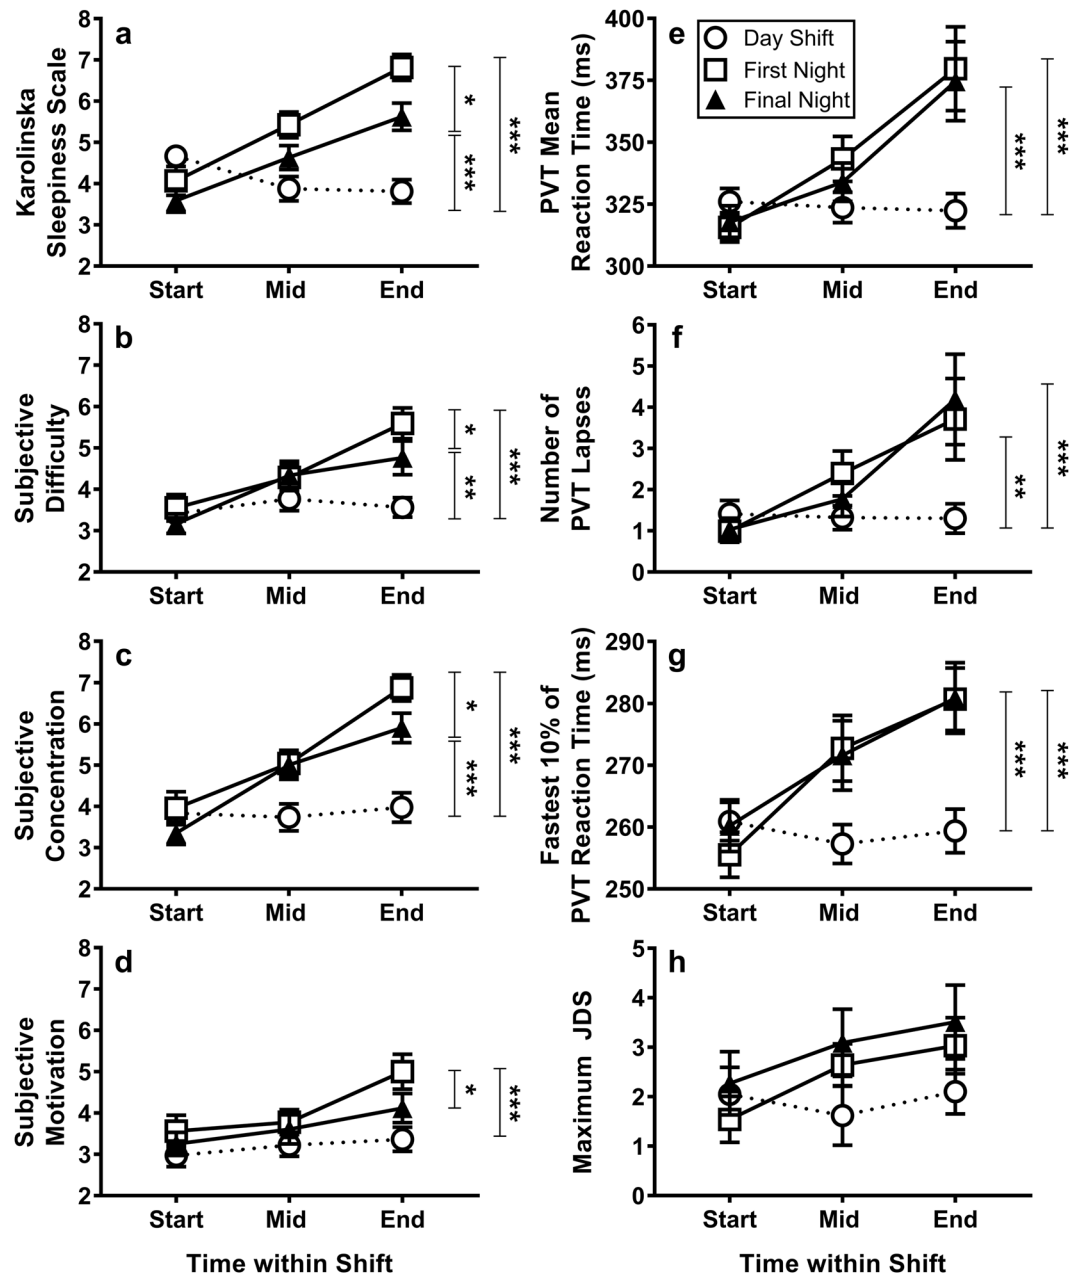 a
Karolinska
Sleepiness Scale
8
7
6
5
4
3
2
Start
Mid
End
*
***
***
b
Subjective
Difficulty
8
7
6
5
4
3
2
Start
Mid
End
*
**
***
c
Subjective
Concentration
8
7
6
5
4
3
2
Start
Mid
End
*
***
***
d
Subjective
Motivation
8
7
6
5
4
3
2
Start
Mid
End
*
***
Time within Shift
e
PVT Mean
Reaction Time (ms)
400
375
350
325
300
Day Shift
First Night
Final Night
Start
Mid
End
***
***
f
Number of
PVT Lapses
6
5
4
3
2
1
0
Start
Mid
End
**
***
g
Fastest 10% of
PVT Reaction Time (ms)
290
280
270
260
250
Start
Mid
End
***
***
h
Maximum JDS
5
4
3
2
1
0
Start
Mid
End
Time within Shift